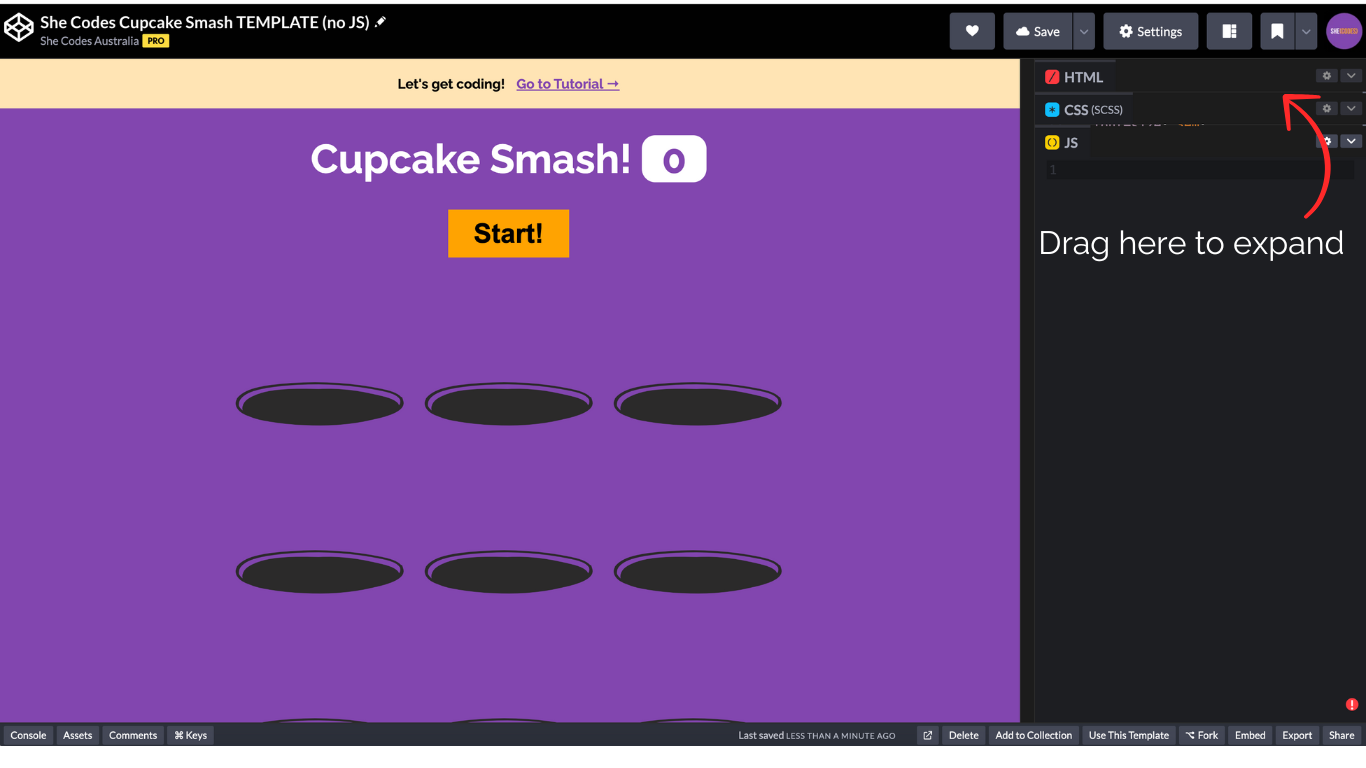 She Codes Cupcake Smash TEMPLATE (no JS)
She Codes Australia PRO
Save
Settings
SHE CODES
Let's get coding! Go to Tutorial →
Cupcake Smash! 0
Start!
HTML
CSS (SCSS)
JS
1
Drag here to expand
Console Assets Comments ⌘ Keys Last saved LESS THAN A MINUTE AGO Delete Add to Collection Use This Template ⌥ Fork Embed Export Share